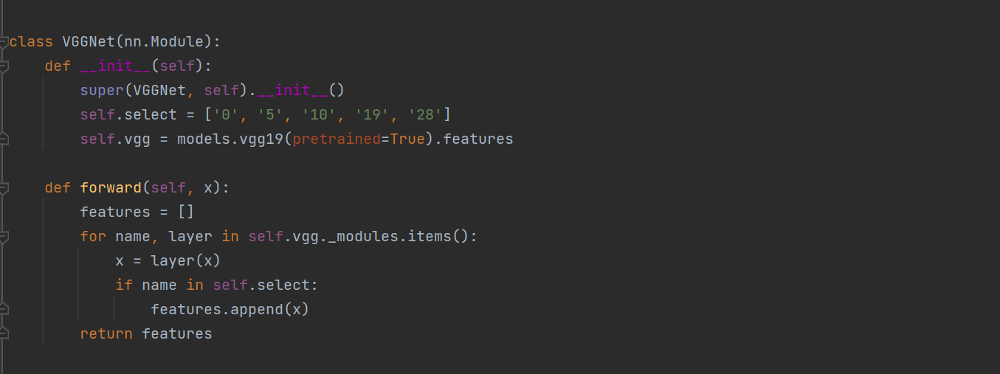 class VGGNet(nn.Module):
    def __init__(self):
        super(VGGNet, self).__init__()
        self.select = ['0', '5', '10', '19', '28']
        self.vgg = models.vgg19(pretrained=True).features
    def forward(self, x):
        features = []
        for name, layer in self.vgg._modules.items():
            x = layer(x)
            if name in self.select:
                features.append(x)
        return features